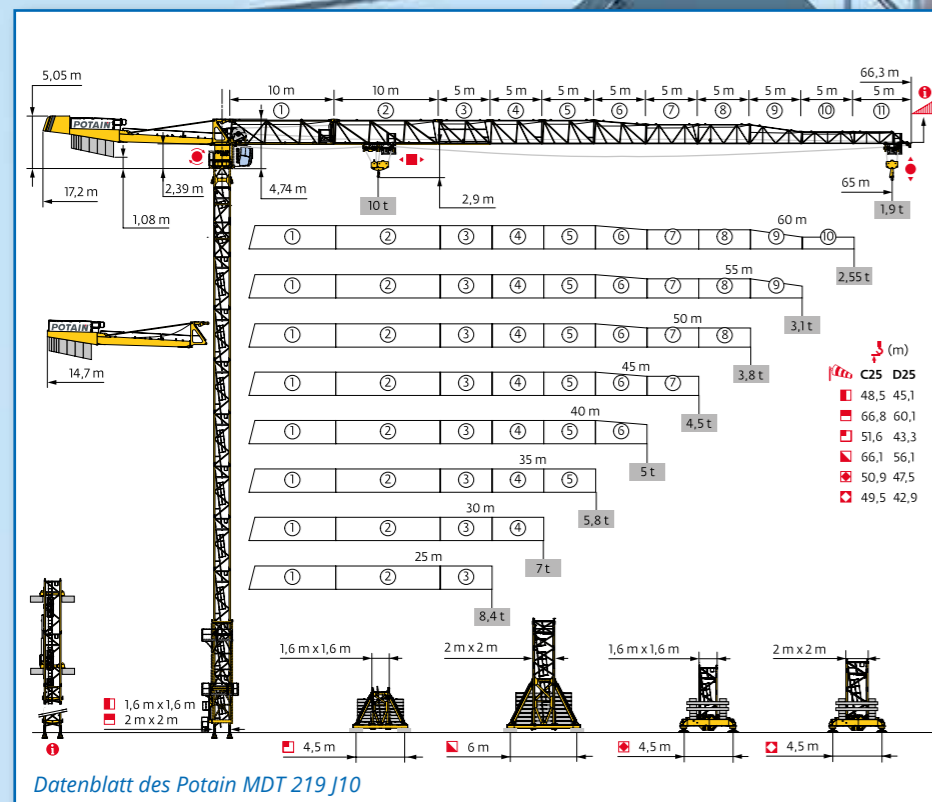 66,3 m
5,05 m
10 m 10 m 5 m 5 m 5 m 5 m 5 m 5 m 5 m 5 m 5 m
1 2 3 4 5 6 7 8 9 10 11
i
POTAIN
17,2 m
2,39 m
4,74 m
1,08 m
2,9 m
10 t
65 m
1,9 t
60 m
1 2 3 4 5 6 7 8 9 10
2,55 t
55 m
1 2 3 4 5 6 7 8 9
3,1 t
POTAIN
14,7 m
50 m
1 2 3 4 5 6 7 8
3,8 t
45 m
1 2 3 4 5 6 7
4,5 t
40 m
1 2 3 4 5 6
5 t
35 m
1 2 3 4 5
5,8 t
30 m
1 2 3 4
7 t
25 m
1 2 3
8,4 t
(m)
C25 D25
48,5 45,1
66,8 60,1
51,6 43,3
66,1 56,1
50,9 47,5
49,5 42,9
1,6 m x 1,6 m
2 m x 2 m
i
1,6 m x 1,6 m
4,5 m
2 m x 2 m
6 m
1,6 m x 1,6 m
4,5 m
2 m x 2 m
4,5 m
Datenblatt des Potain MDT 219 J10